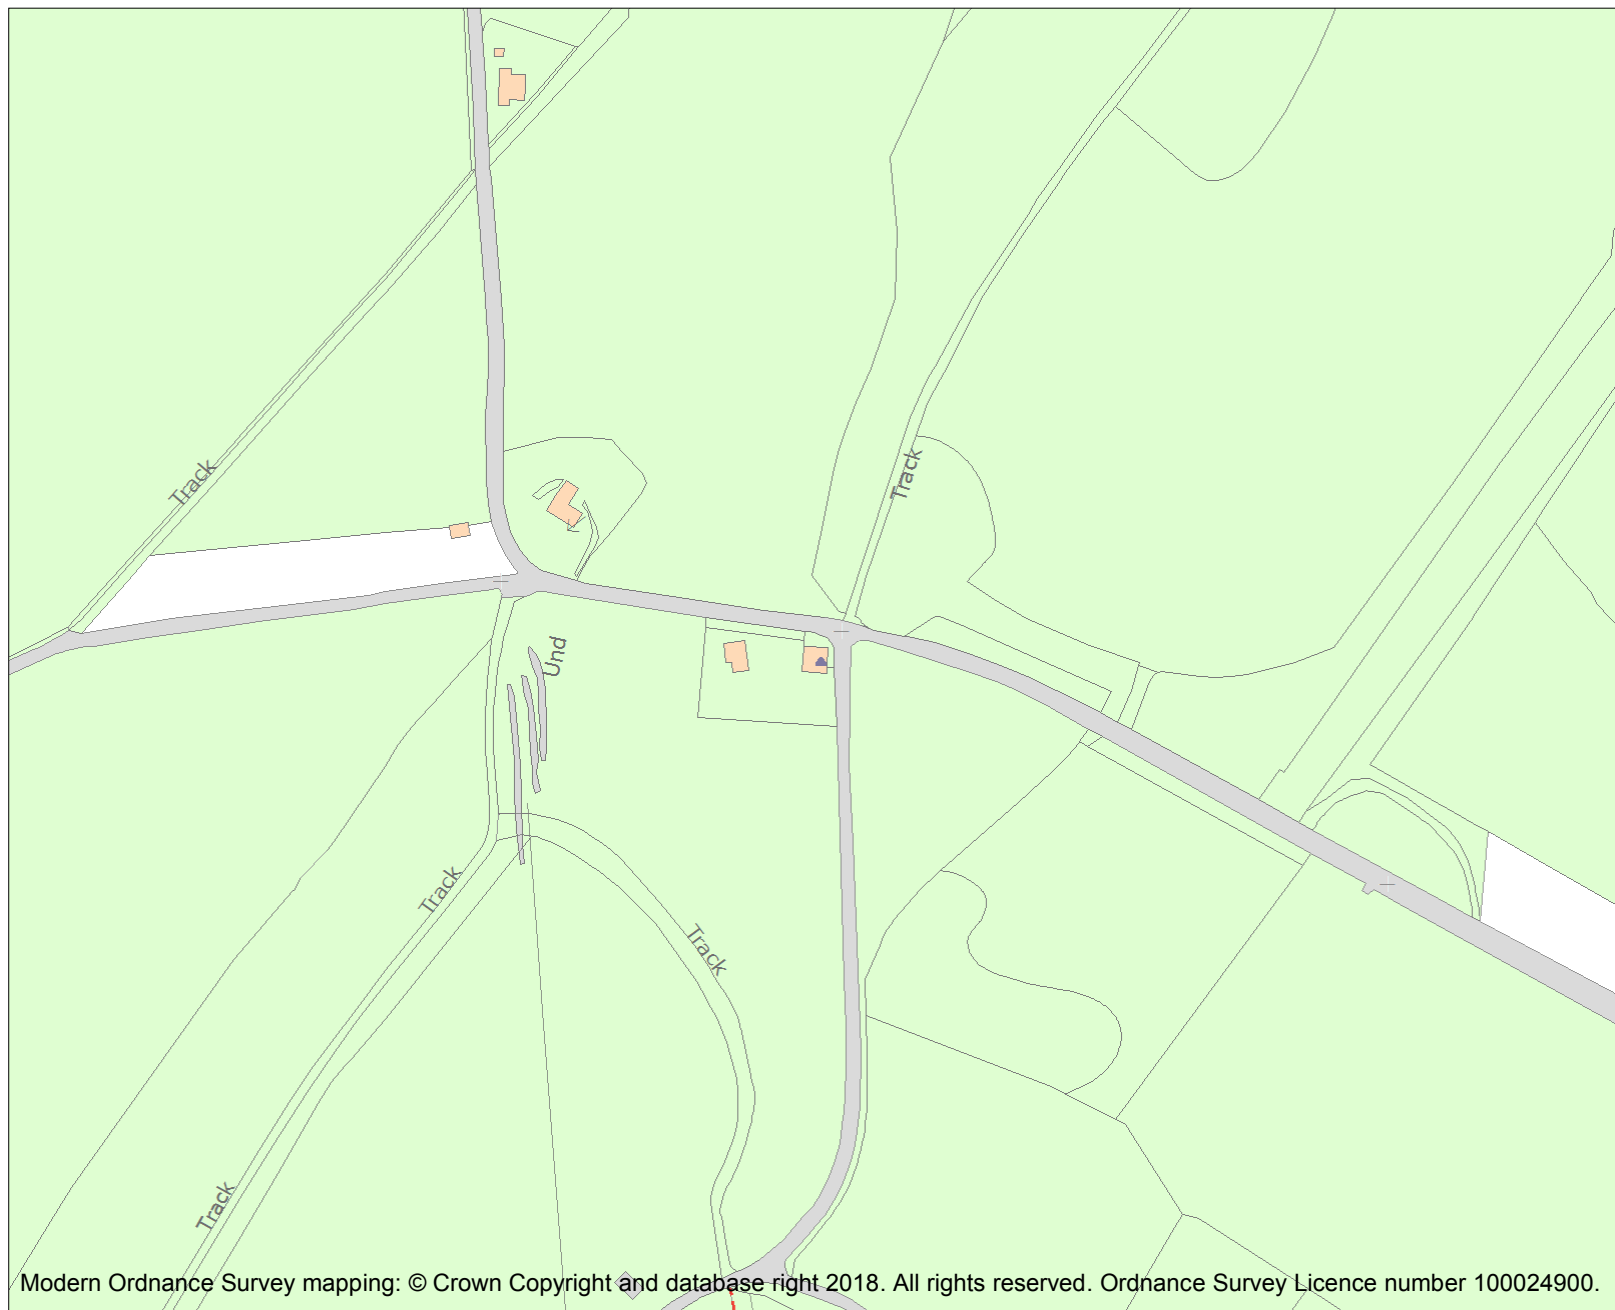 Track
Track
Und
Track
Track
Track
Modern Ordnance Survey mapping: © Crown Copyright and database right 2018. All rights reserved. Ordnance Survey Licence number 100024900.